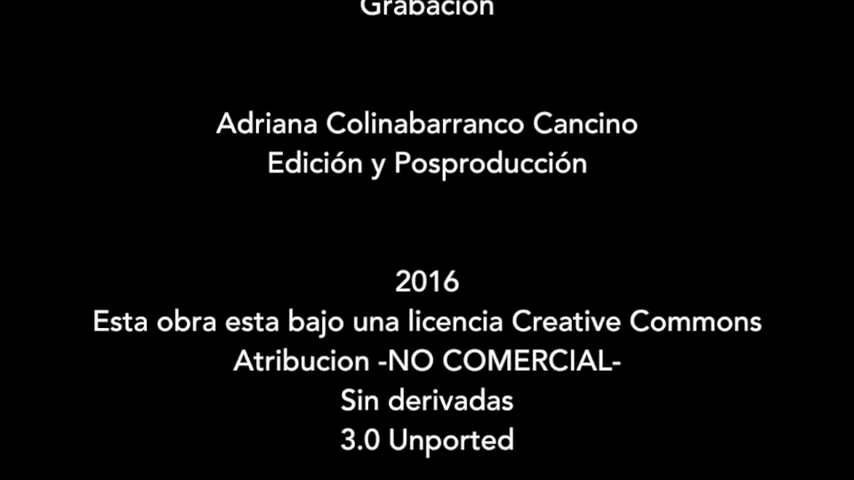 Grabación
Adriana Colinabarranco Cancino
Edición y Posproducción
2016
Esta obra esta bajo una licencia Creative Commons
Atribucion -NO COMERCIAL-
Sin derivadas
3.0 Unported